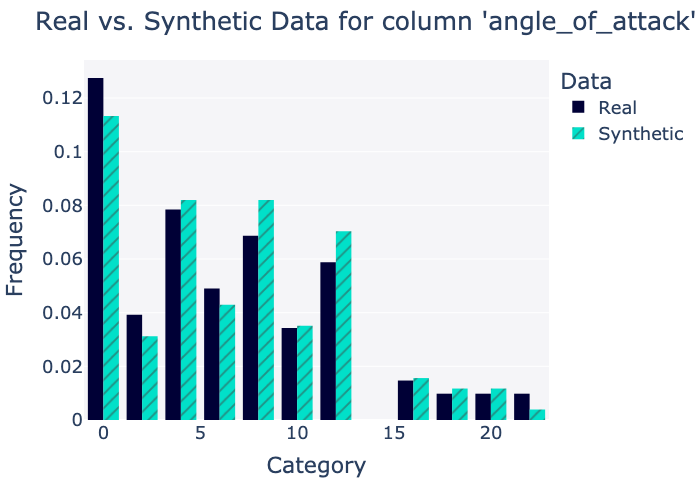 Real vs. Synthetic Data for column 'angle_of_attack'
Data
Real
Synthetic
0.12
0.1
0.08
0.06
0.04
0.02
0
Frequency
0
5
10
15
20
Category